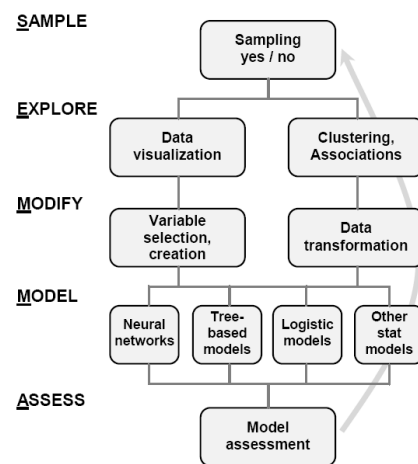 SAMPLE
Sampling
yes / no
EXPLORE
Data
visualization
Clustering,
Associations
MODIFY
Variable
selection,
creation
Data
transformation
MODEL
Neural
networks
Tree-
based
models
Logistic
models
Other
stat
models
ASSESS
Model
assessment